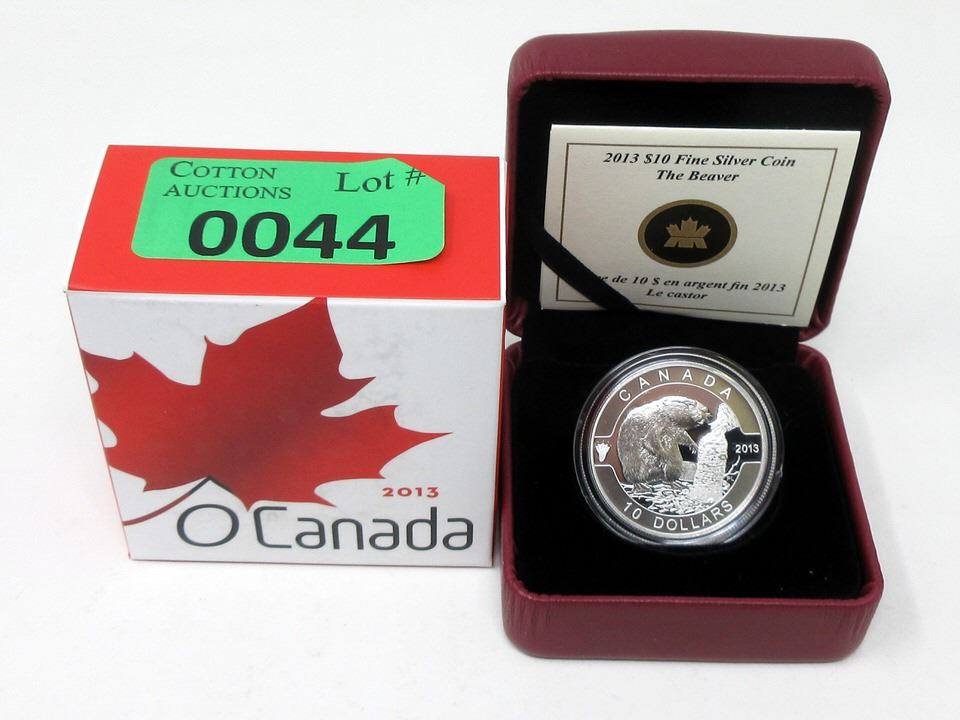 COTTON
AUCTIONS
Lot #
0044
2013
O Canada
2013 $10 Fine Silver Coin
The Beaver
de 10 $ en argent fin 2013
Le castor
CANADA
2013
10 DOLLARS